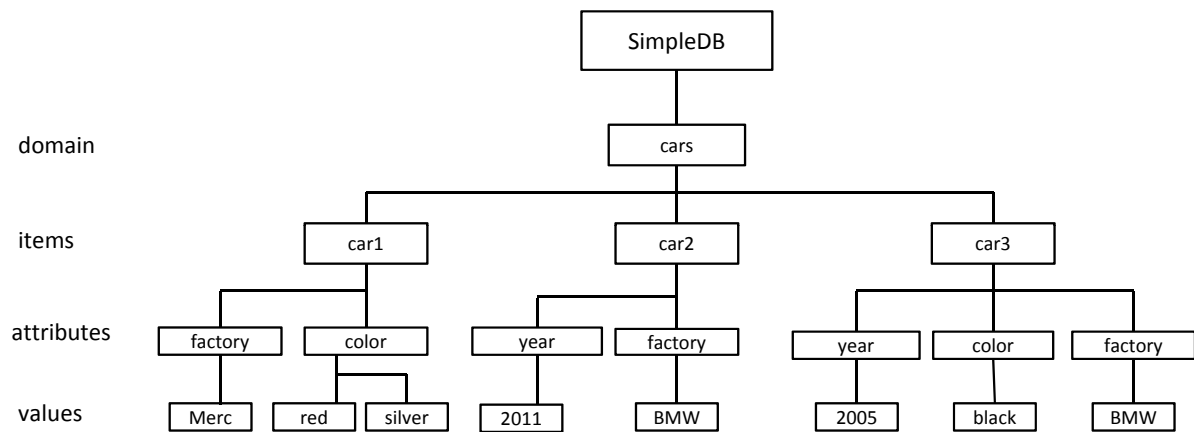 SimpleDB
domain
cars
items
car1
car2
car3
attributes
factory
color
year
factory
year
color
factory
values
Merc
red
silver
2011
BMW
2005
black
BMW